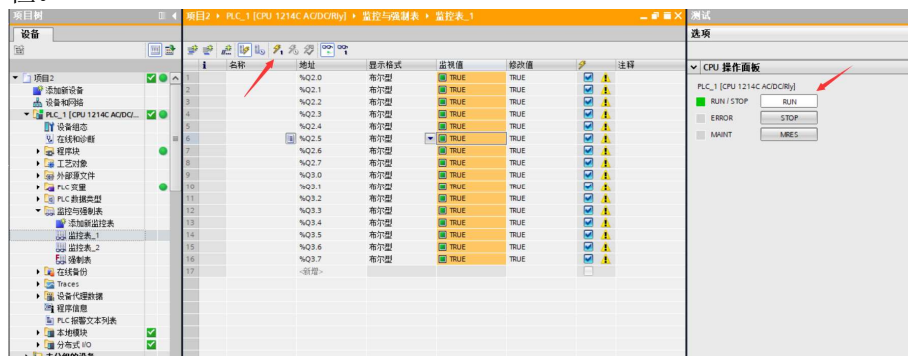 项目树
项目2 ▸ PLC_1 [CPU 1214C AC/DC/Rly] ▸ 监控与强制表 ▸ 监控表_1
测试
设备
选项
i 名称 地址 显示格式 监视值 修改值 注释
CPU 操作面板
PLC_1 [CPU 1214C AC/DC/Rly]
RUN / STOP RUN
ERROR STOP
MAINT MRES
项目2
添加新设备
设备和网络
PLC_1 [CPU 1214C AC/DC/...
设备组态
在线和诊断
程序块
工艺对象
外部源文件
PLC 变量
PLC 数据类型
监控与强制表
添加新监控表
监控表_1
监控表_2
强制表
在线备份
Traces
设备代理数据
程序信息
PLC 报警文本列表
本地模块
分布式 I/O
1 %Q2.0 布尔型 TRUE TRUE
2 %Q2.1 布尔型 TRUE TRUE
3 %Q2.2 布尔型 TRUE TRUE
4 %Q2.3 布尔型 TRUE TRUE
5 %Q2.4 布尔型 TRUE TRUE
6 %Q2.5 布尔型 TRUE TRUE
7 %Q2.6 布尔型 TRUE TRUE
8 %Q2.7 布尔型 TRUE TRUE
9 %Q3.0 布尔型 TRUE TRUE
10 %Q3.1 布尔型 TRUE TRUE
11 %Q3.2 布尔型 TRUE TRUE
12 %Q3.3 布尔型 TRUE TRUE
13 %Q3.4 布尔型 TRUE TRUE
14 %Q3.5 布尔型 TRUE TRUE
15 %Q3.6 布尔型 TRUE TRUE
16 %Q3.7 布尔型 TRUE TRUE
17 <新增>